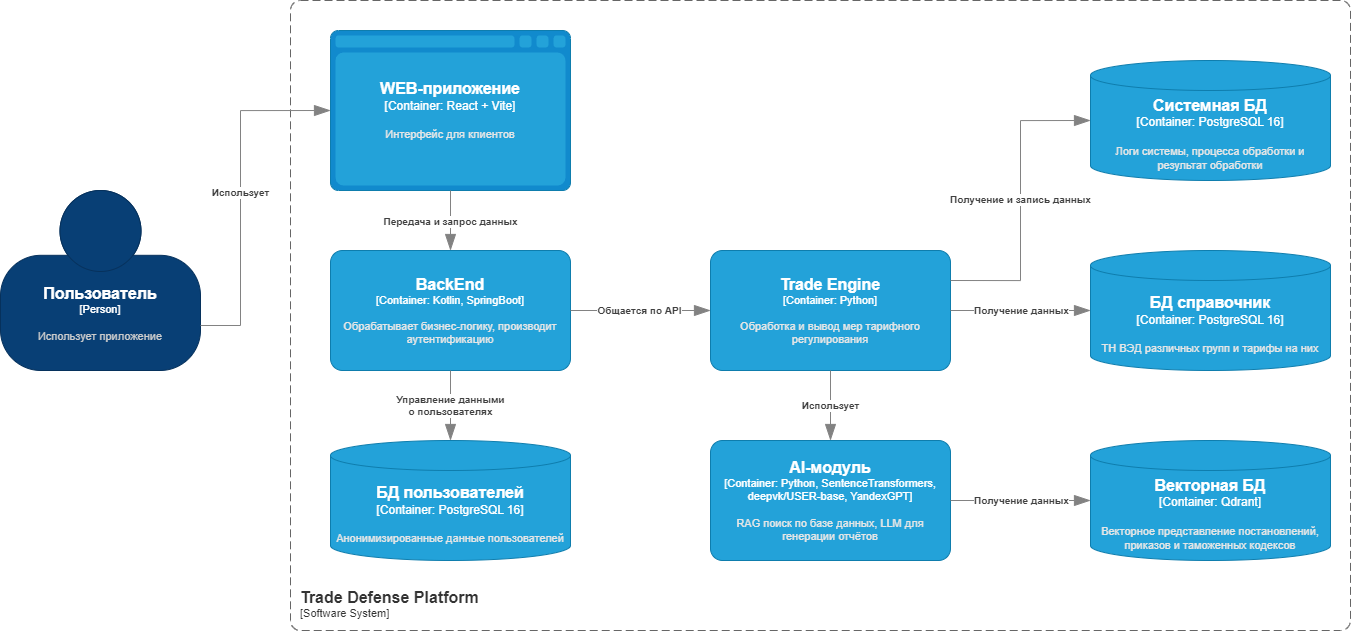 WEB-приложение
[Container: React + Vite]
Интерфейс для клиентов
Системная БД
[Container: PostgreSQL 16]
Логи системы, процесса обработки и
результат обработки
Использует
Получение и запись данных
Передача и запрос данных
Пользователь
[Person]
Использует приложение
BackEnd
[Container: Kotlin, SpringBoot]
Обрабатывает бизнес-логику, производит
аутентификацию
Общается по API
Trade Engine
[Container: Python]
Обработка и вывод мер тарифного
регулирования
Получение данных
БД справочник
[Container: PostgreSQL 16]
ТН ВЭД различных групп и тарифы на них
Управление данными
о пользователях
Использует
БД пользователей
[Container: PostgreSQL 16]
Анонимизированные данные пользователей
AI-модуль
[Container: Python, SentenceTransformers,
deepvk/USER-base, YandexGPT]
RAG поиск по базе данных, LLM для
генерации отчётов
Получение данных
Векторная БД
[Container: Qdrant]
Векторное представление постановлений,
приказов и таможенных кодексов
Trade Defense Platform
[Software System]